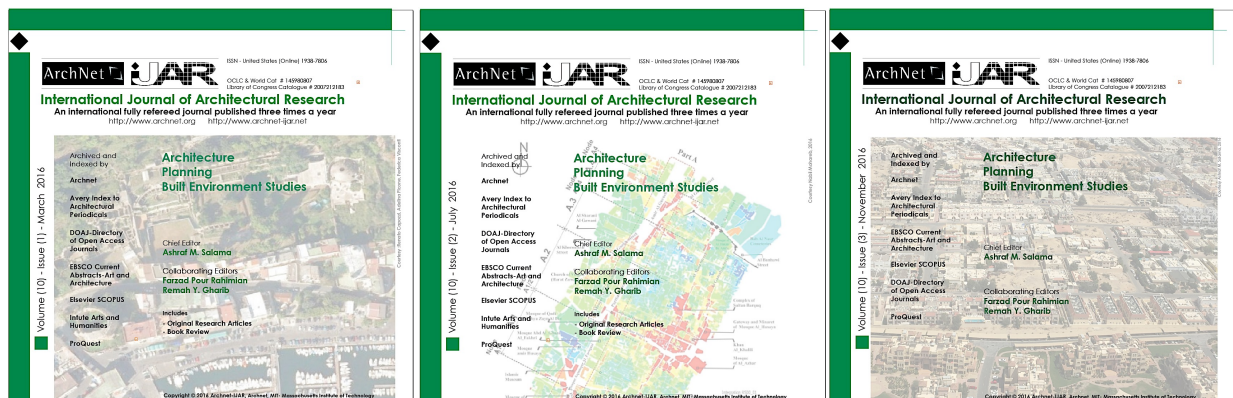 ISSN - United States (Online) 1938-7806
ArchNet
iJAR
OCLC & World Cat # 145980807
Library of Congress Catalogue # 2007212183
International Journal of Architectural Research
An international fully refereed journal published three times a year
http://www.archnet.org http://www.archnet-ijar.net
Volume (10) - Issue (1) - March 2016
Archived and
Indexed by
Archnet
Avery Index to
Architectural
Periodicals
DOAJ-Directory
of Open Access
Journals
EBSCO Current
Abstracts-Art and
Architecture
Elsevier SCOPUS
Intute Arts and
Humanities
ProQuest
Architecture
Planning
Built Environment Studies
Chief Editor
Ashraf M. Salama
Collaborating Editors
Farzad Pour Rahimian
Remah Y. Gharib
Includes
- Original Research Articles
- Book Review
Copyright © 2016 Archnet-IJAR, Archnet, MIT- Massachusetts Institute of Technology
ISSN - United States (Online) 1938-7806
ArchNet
iJAR
OCLC & World Cat # 145980807
Library of Congress Catalogue # 2007212183
International Journal of Architectural Research
An international fully refereed journal published three times a year
http://www.archnet.org http://www.archnet-ijar.net
Volume (10) - Issue (2) - July 2016
N
Part A
A.3
A.2
Archived and
Indexed by
Archnet
Avery Index to
Architectural
Periodicals
DOAJ-Directory
of Open Access
Journals
EBSCO Current
Abstracts-Art and
Architecture
Elsevier SCOPUS
Intute Arts and
Humanities
ProQuest
Architecture
Planning
Built Environment Studies
Chief Editor
Ashraf M. Salama
Collaborating Editors
Farzad Pour Rahimian
Remah Y. Gharib
Includes
- Original Research Articles
- Book Review
Copyright © 2016 Archnet-IJAR, Archnet, MIT- Massachusetts Institute of Technology
ISSN - United States (Online) 1938-7806
ArchNet
iJAR
OCLC & World Cat # 145980807
Library of Congress Catalogue # 2007212183
International Journal of Architectural Research
An international fully refereed journal published three times a year
http://www.archnet.org http://www.archnet-ijar.net
Volume (10) - Issue (3) - November 2016
Archived and
Indexed by
Archnet
Avery Index to
Architectural
Periodicals
EBSCO Current
Abstracts-Art and
Architecture
Elsevier SCOPUS
DOAJ-Directory
of Open Access
Journals
ProQuest
Architecture
Planning
Built Environment Studies
Chief Editor
Ashraf M. Salama
Collaborating Editors
Farzad Pour Rahimian
Remah Y. Gharib
Copyright © 2016 Archnet-IJAR, Archnet, MIT- Massachusetts Institute of Technology